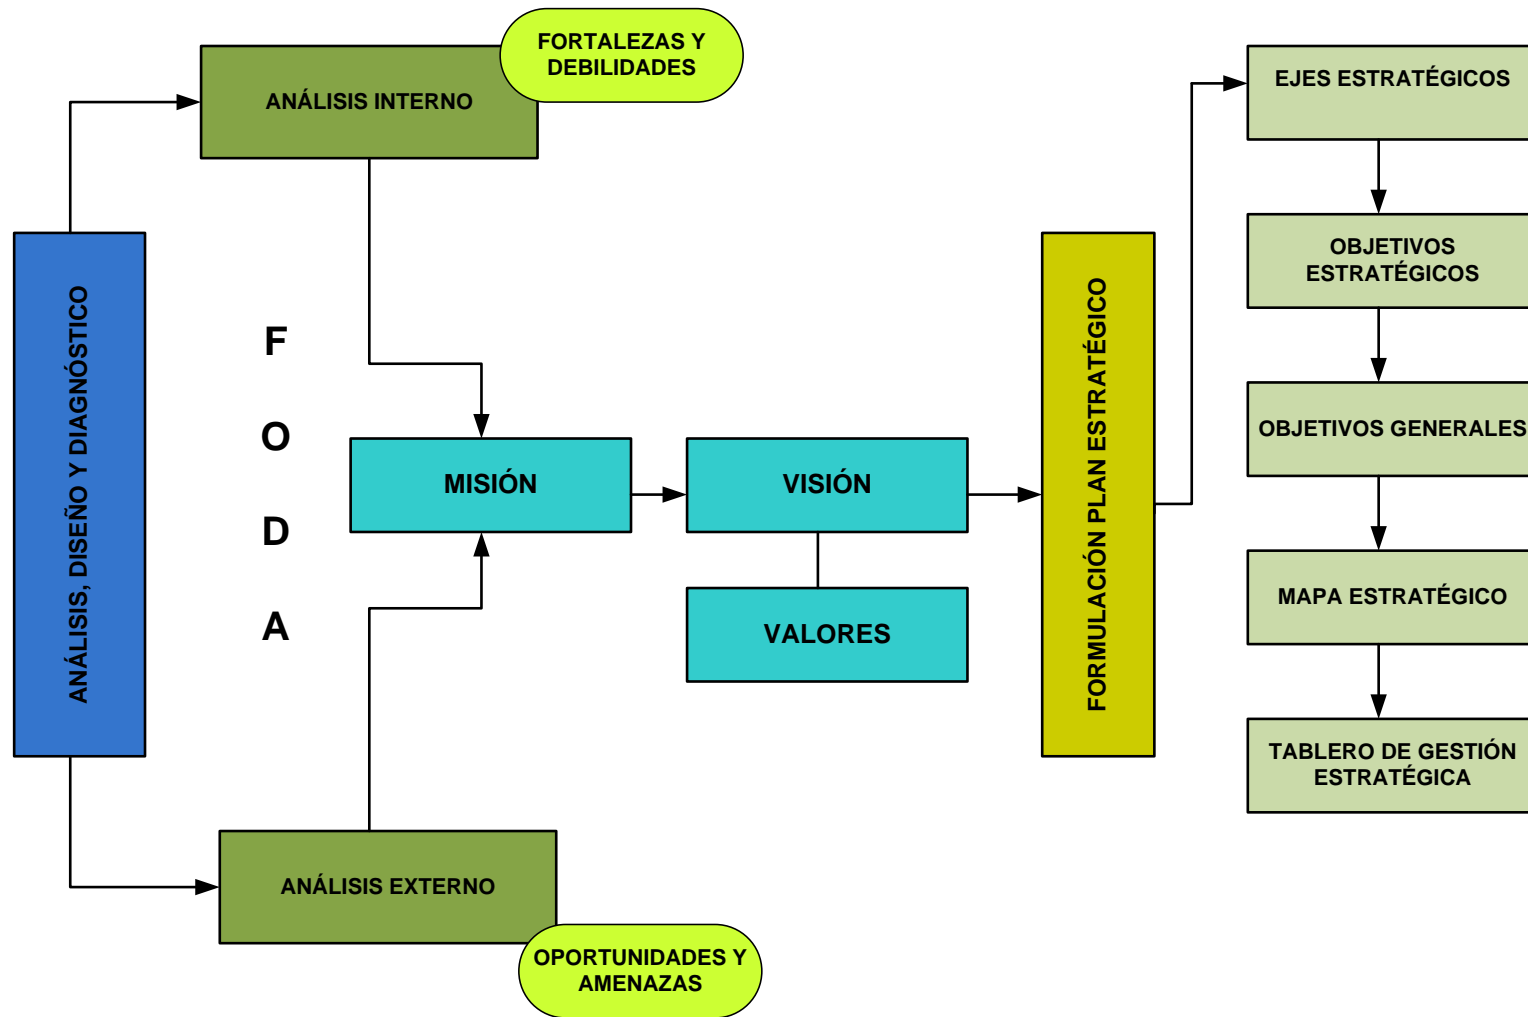 FORTALEZAS Y
DEBILIDADES
ANÁLISIS INTERNO
ANÁLISIS, DISEÑO Y DIAGNÓSTICO
F
O
D
A
MISIÓN
VISIÓN
VALORES
ANÁLISIS EXTERNO
OPORTUNIDADES Y
AMENAZAS
FORMULACIÓN PLAN ESTRATÉGICO
EJES ESTRATÉGICOS
OBJETIVOS
ESTRATÉGICOS
OBJETIVOS GENERALES
MAPA ESTRATÉGICO
TABLERO DE GESTIÓN
ESTRATÉGICA